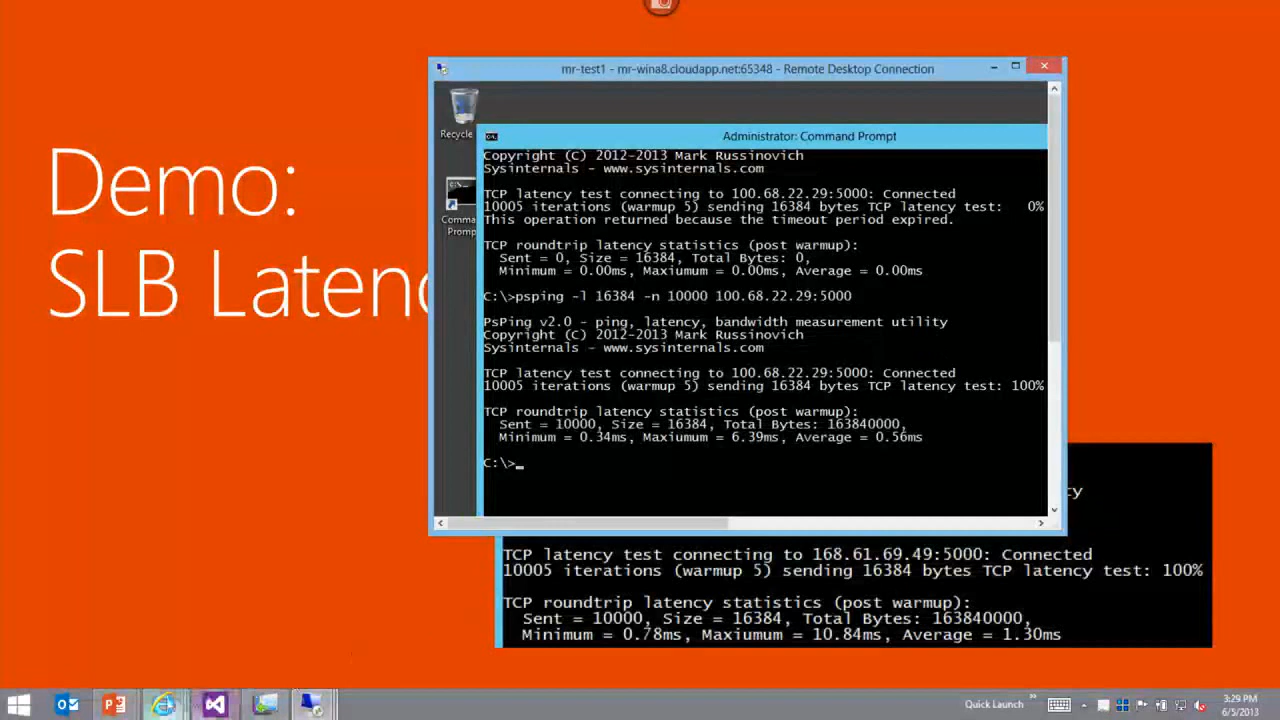 mr-test1 - mr-wina8.cloudapp.net:65348 - Remote Desktop Connection
Recycle
Administrator: Command Prompt
Copyright (C) 2012-2013 Mark Russinovich
Sysinternals - www.sysinternals.com
TCP latency test connecting to 100.68.22.29:5000: Connected
10005 iterations (warmup 5) sending 16384 bytes TCP latency test:   0%
This operation returned because the timeout period expired.
TCP roundtrip latency statistics (post warmup):
Sent = 0, Size = 16384, Total Bytes: 0,
Minimum = 0.00ms, Maxiumum = 0.00ms, Average = 0.00ms
C:\>psping -l 16384 -n 10000 100.68.22.29:5000
PsPing v2.0 - ping, latency, bandwidth measurement utility
Copyright (C) 2012-2013 Mark Russinovich
Sysinternals - www.sysinternals.com
TCP latency test connecting to 100.68.22.29:5000: Connected
10005 iterations (warmup 5) sending 16384 bytes TCP latency test: 100%
TCP roundtrip latency statistics (post warmup):
Sent = 10000, Size = 16384, Total Bytes: 163840000,
Minimum = 0.34ms, Maxiumum = 6.39ms, Average = 0.56ms
C:\>_
Comma
Promp
Demo:
SLB Latenc
cy
TCP latency test connecting to 168.61.69.49:5000: Connected
10005 iterations (warmup 5) sending 16384 bytes TCP latency test: 100%
TCP roundtrip latency statistics (post warmup):
Sent = 10000, Size = 16384, Total Bytes: 163840000,
Minimum = 0.78ms, Maxiumum = 10.84ms, Average = 1.30ms
Quick Launch
3:29 PM
6/5/2013